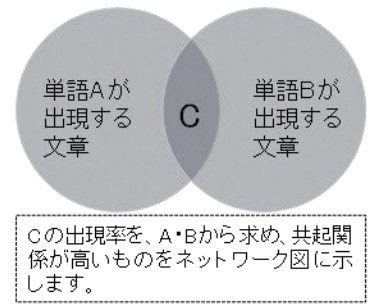 単語Aが
出現する
文章
C
単語Bが
出現する
文章
Cの出現率を、A・Bから求め、共起関
係が高いものをネットワーク図に示
します。